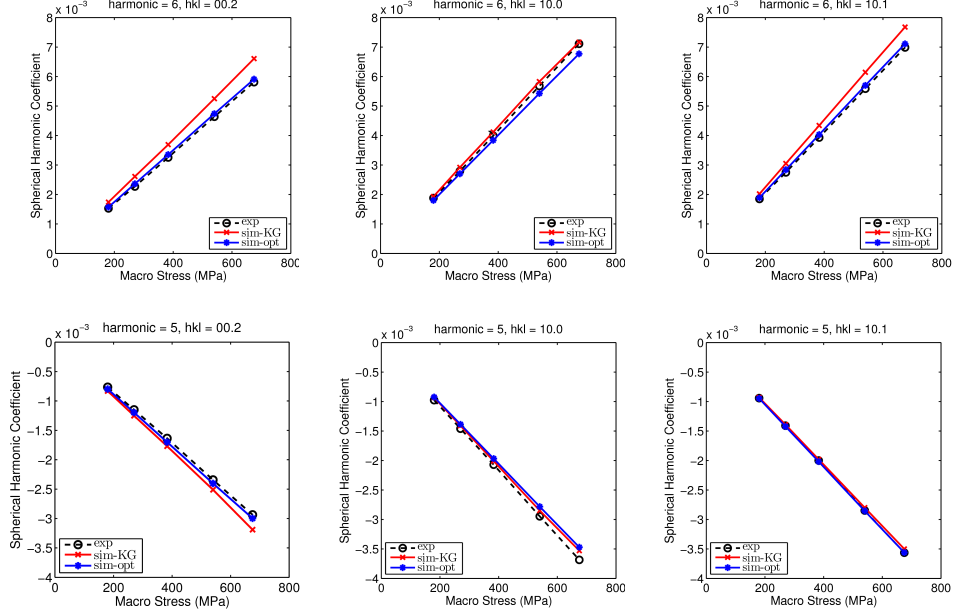 x 10⁻³ harmonic = 6, hkl = 00.2
8
7
6
5
4
3
2
1
0
0 200 400 600 800
Spherical Harmonic Coefficient
Macro Stress (MPa)
exp
sim-KG
sim-opt
x 10⁻³ harmonic = 6, hkl = 10.0
8
7
6
5
4
3
2
1
0
0 200 400 600 800
Spherical Harmonic Coefficient
Macro Stress (MPa)
exp
sim-KG
sim-opt
x 10⁻³ harmonic = 6, hkl = 10.1
8
7
6
5
4
3
2
1
0
0 200 400 600 800
Spherical Harmonic Coefficient
Macro Stress (MPa)
exp
sim-KG
sim-opt
x 10⁻³ harmonic = 5, hkl = 00.2
0
−0.5
−1
−1.5
−2
−2.5
−3
−3.5
−4
0 200 400 600 800
Spherical Harmonic Coefficient
Macro Stress (MPa)
exp
sim-KG
sim-opt
x 10⁻³ harmonic = 5, hkl = 10.0
0
−0.5
−1
−1.5
−2
−2.5
−3
−3.5
−4
0 200 400 600 800
Spherical Harmonic Coefficient
Macro Stress (MPa)
exp
sim-KG
sim-opt
x 10⁻³ harmonic = 5, hkl = 10.1
0
−0.5
−1
−1.5
−2
−2.5
−3
−3.5
−4
0 200 400 600 800
Spherical Harmonic Coefficient
Macro Stress (MPa)
exp
sim-KG
sim-opt